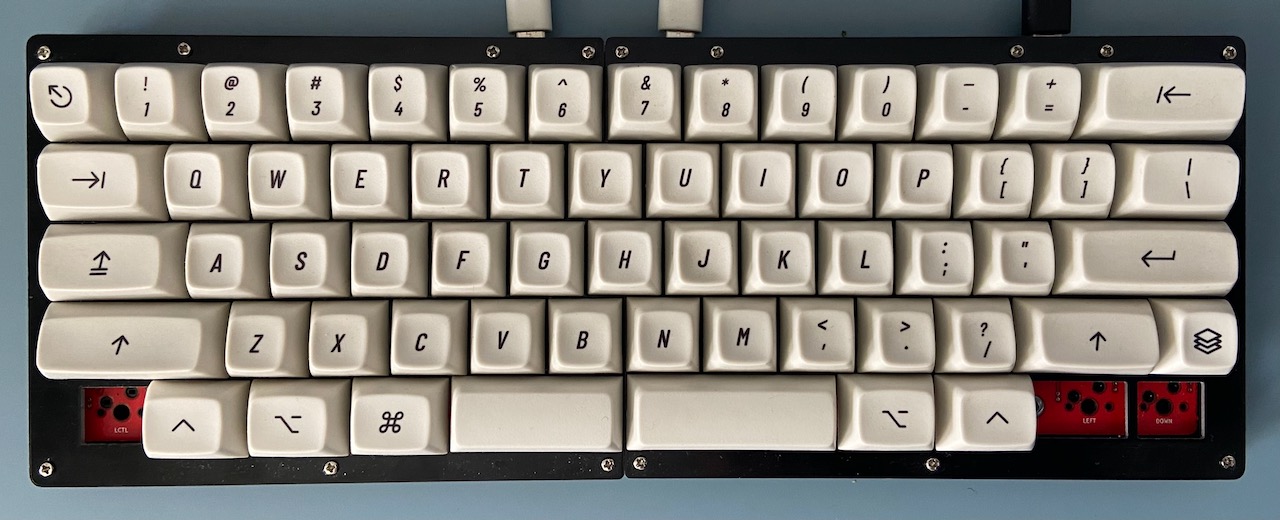 ! @ # $ % ^ & * ( ) — +
1 2 3 4 5 6 7 8 9 0 - =
Q W E R T Y U I O P { } |
[ ] \
A S D F G H J K L : "
; '
Z X C V B N M < > ?
, . /
LCTL LEFT DOWN